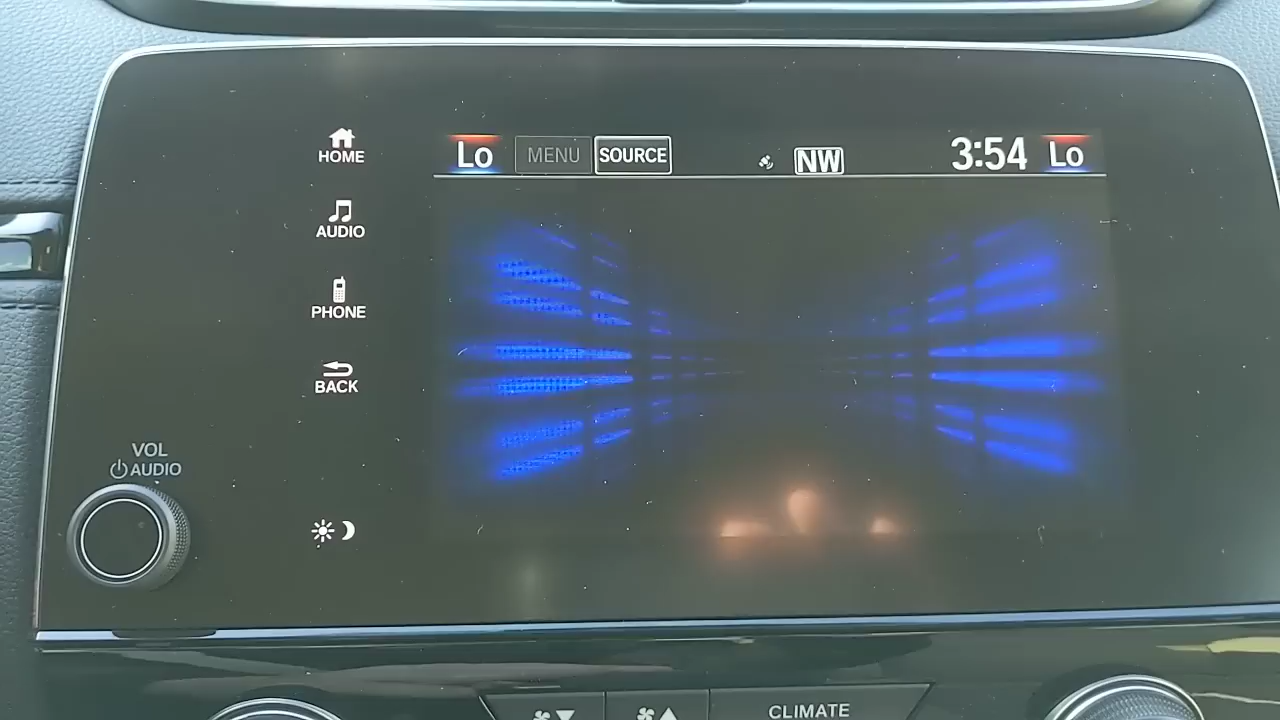 HOME
Lo MENU SOURCE NW 3:54 Lo
AUDIO
PHONE
BACK
VOL
AUDIO
CLIMATE